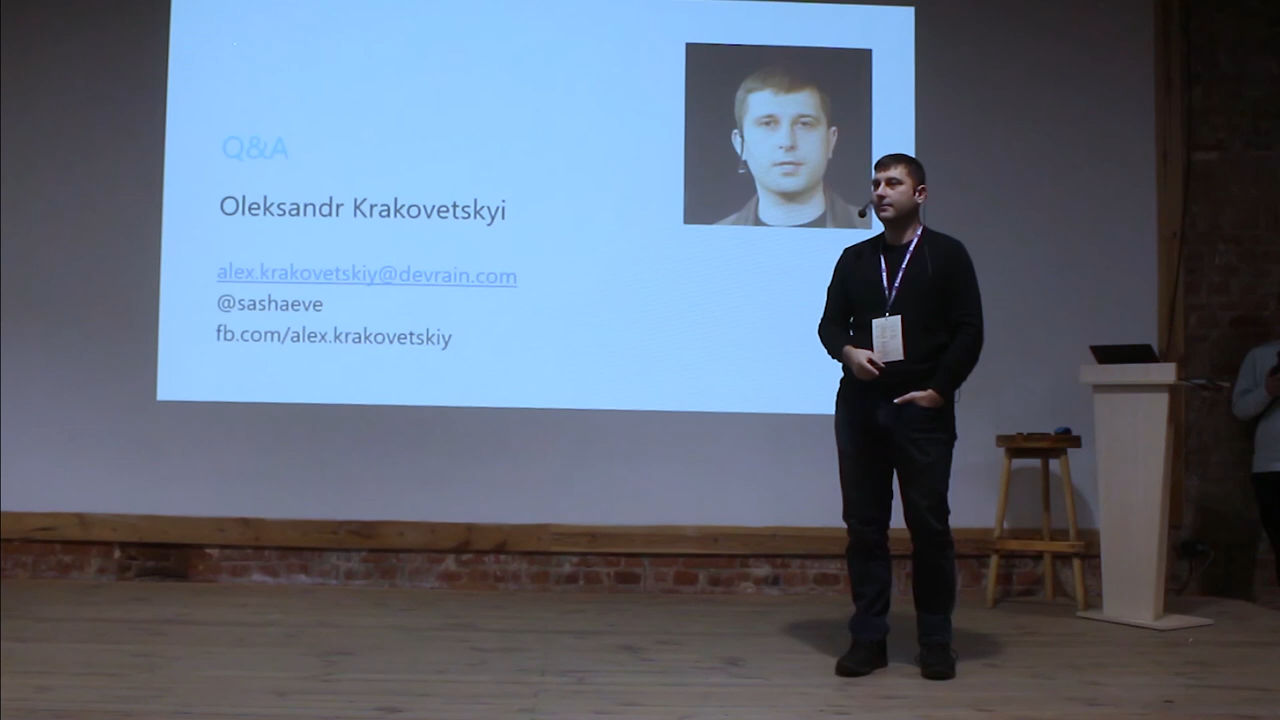 Q&A
Oleksandr Krakovetskyi
alex.krakovetskiy@devrain.com
@sashaeve
fb.com/alex.krakovetskiy